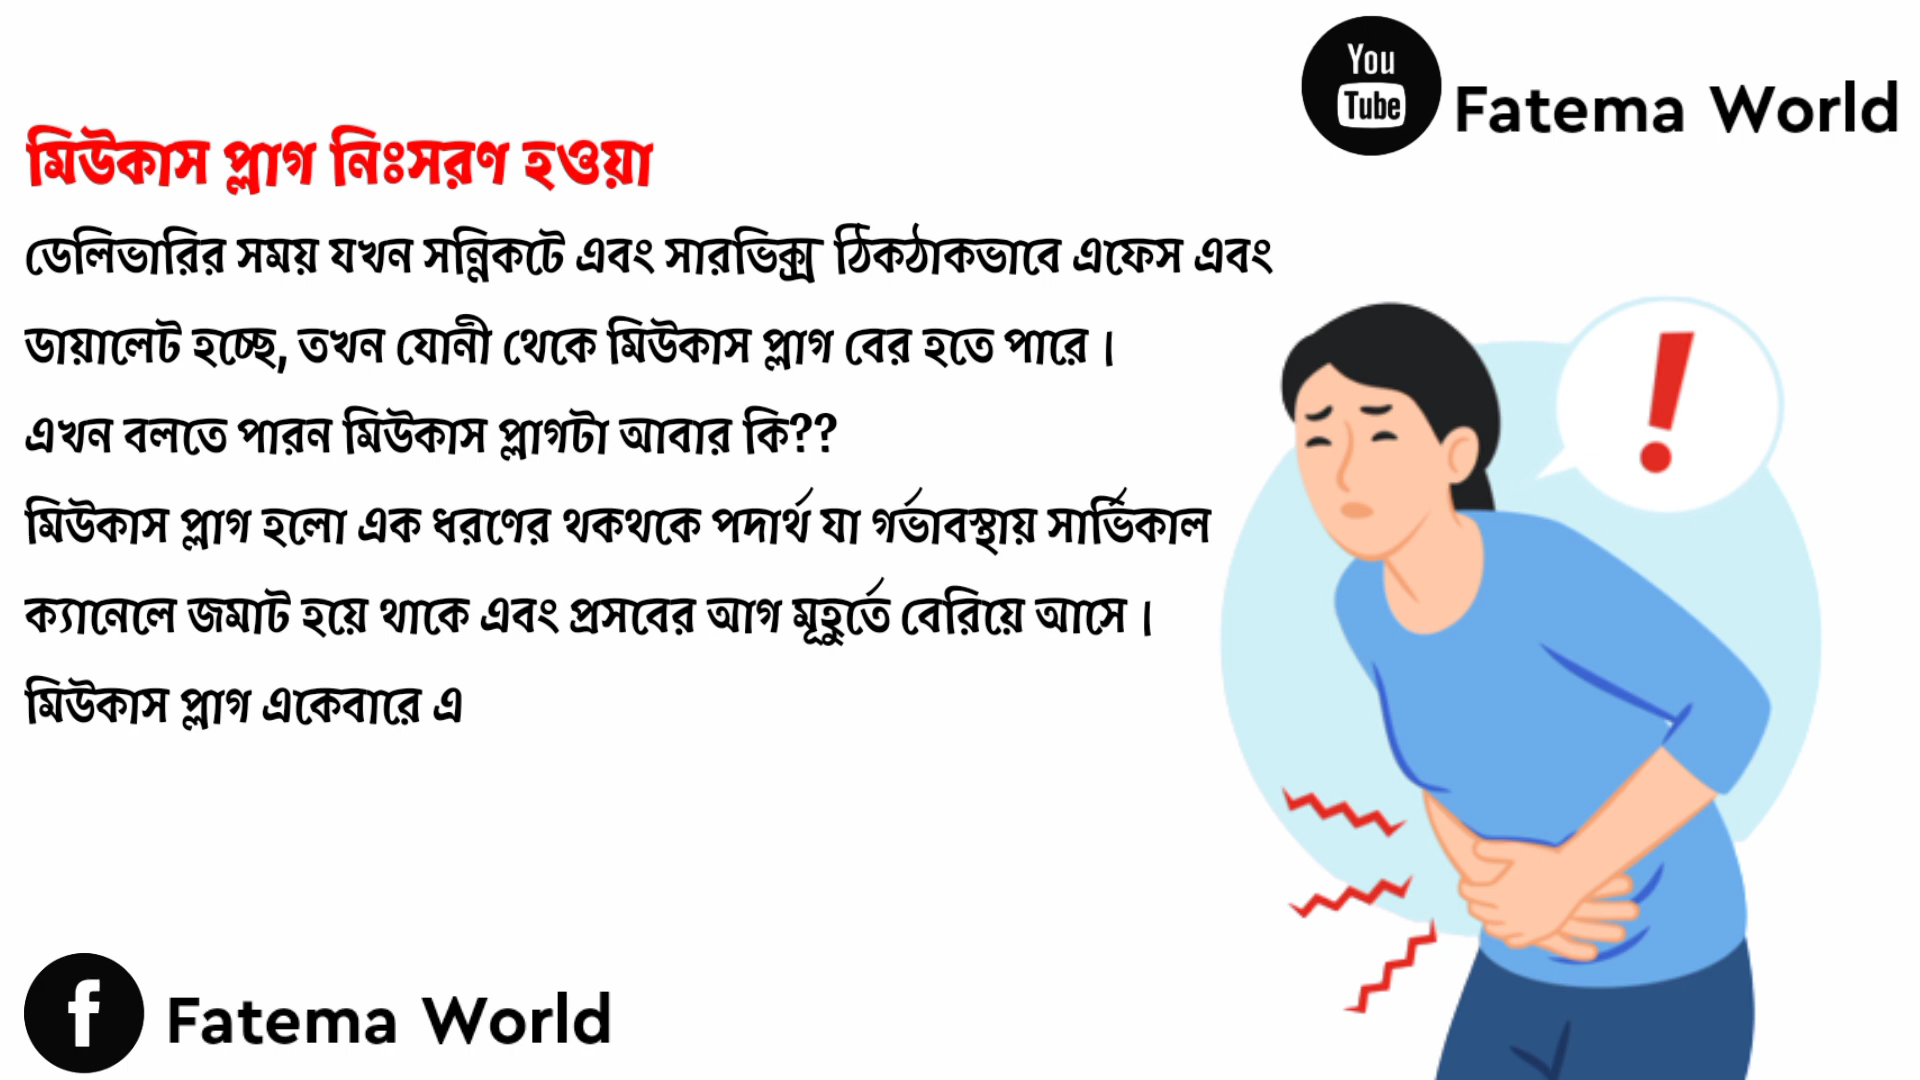 You
Tube
Fatema World
মিউকাস প্লাগ নিঃসরণ হওয়া
ডেলিভারির সময় যখন সন্নিকটে এবং সারভিক্স ঠিকঠাকভাবে এফেস এবং
ডায়ালেট হচ্ছে, তখন যোনী থেকে মিউকাস প্লাগ বের হতে পারে।
এখন বলতে পারন মিউকাস প্লাগটা আবার কি??
মিউকাস প্লাগ হলো এক ধরণের থকথকে পদার্থ যা গর্ভাবস্থায় সার্ভিকাল
ক্যানেলে জমাট হয়ে থাকে এবং প্রসবের আগ মূহুর্তে বেরিয়ে আসে।
মিউকাস প্লাগ একেবারে এ
f Fatema World